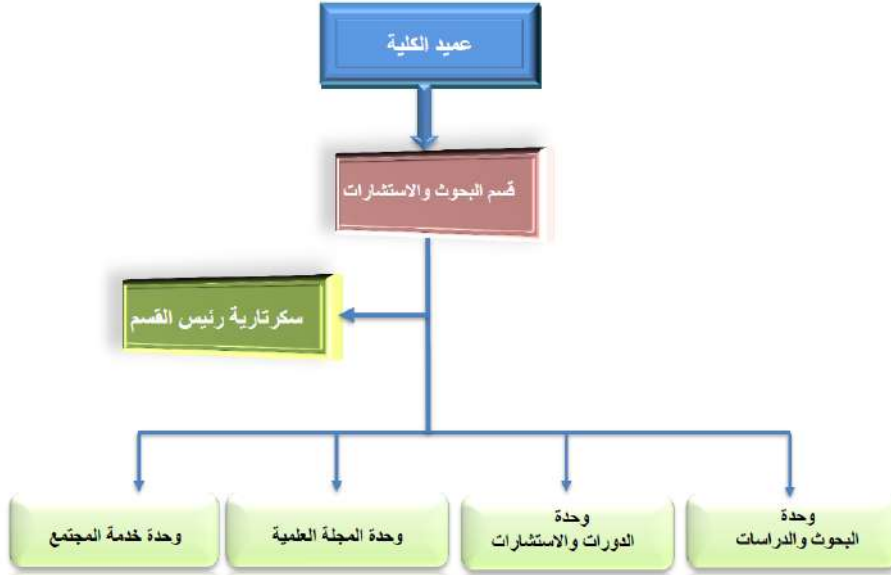 عميد الكلية
قسم البحوث والاستشارات
سكرتارية رئيس القسم
وحدة
البحوث والدراسات
وحدة
الدورات والاستشارات
وحدة المجلة العلمية
وحدة خدمة المجتمع